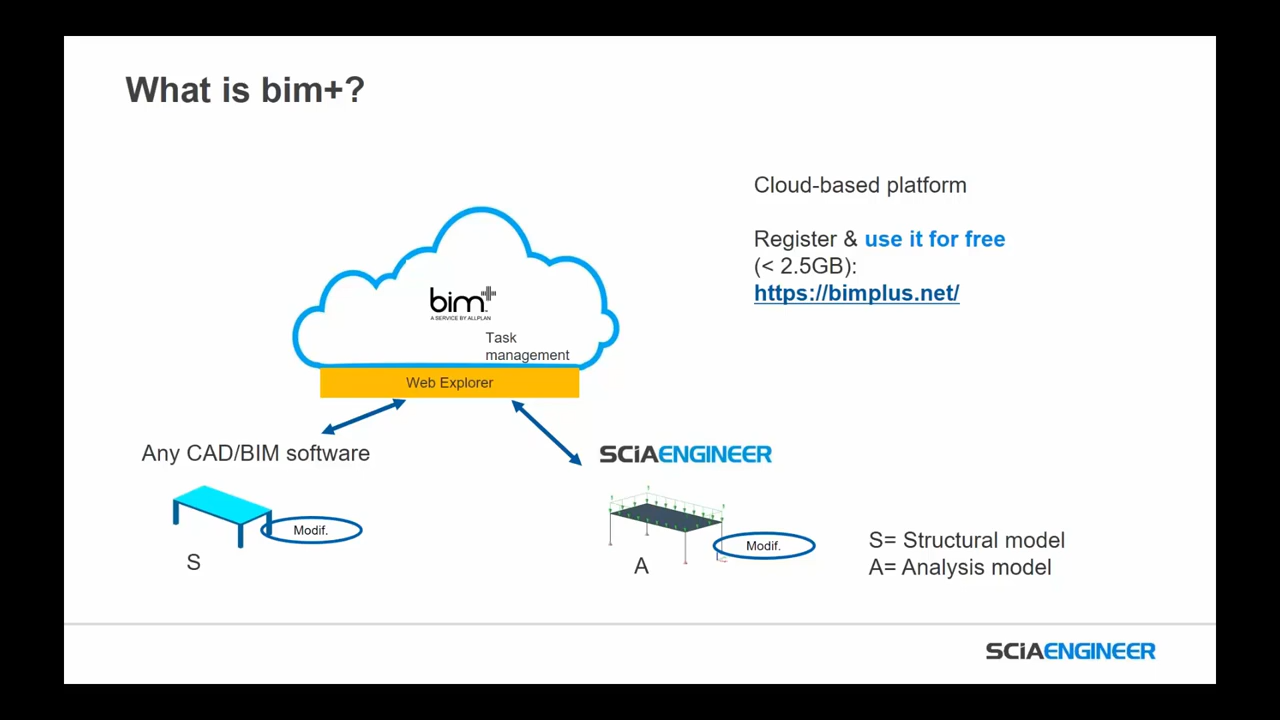 What is bim+?
Cloud-based platform
Register & use it for free
(< 2.5GB):
https://bimplus.net/
bim+
A SERVICE BY ALLPLAN
Task
management
Web Explorer
Any CAD/BIM software
SCiAENGINEER
Modif.
S
Modif.
A
S= Structural model
A= Analysis model
SCiAENGINEER